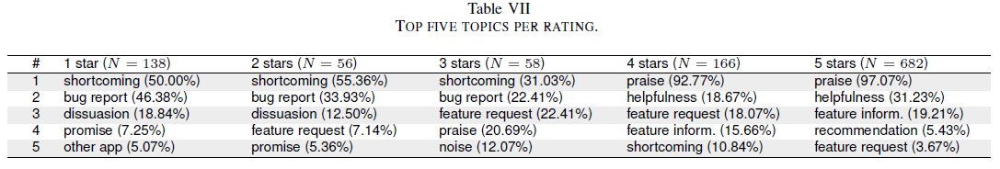 Table VII
TOP FIVE TOPICS PER RATING.
# 1 star (N = 138) 2 stars (N = 56) 3 stars (N = 58) 4 stars (N = 166) 5 stars (N = 682)
1 shortcoming (50.00%) shortcoming (55.36%) shortcoming (31.03%) praise (92.77%) praise (97.07%)
2 bug report (46.38%) bug report (33.93%) bug report (22.41%) helpfulness (18.67%) helpfulness (31.23%)
3 dissuasion (18.84%) dissuasion (12.50%) feature request (22.41%) feature request (18.07%) feature inform. (19.21%)
4 promise (7.25%) feature request (7.14%) praise (20.69%) feature inform. (15.66%) recommendation (5.43%)
5 other app (5.07%) promise (5.36%) noise (12.07%) shortcoming (10.84%) feature request (3.67%)